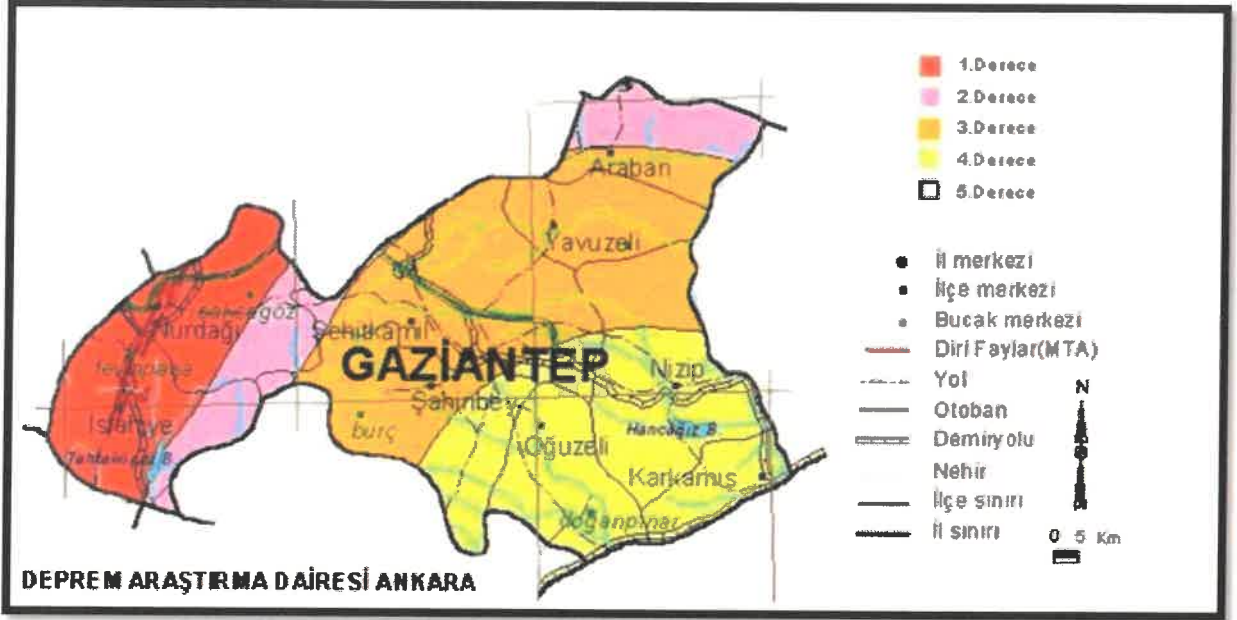 1.Derece
2.Derece
3.Derece
4.Derece
5.Derece
Araban
Yavuzeli
Nurdağı
Şehitkamil
GAZİANTEP
Nizip
Şahinbey
burç
Islahiye
Hancağız B.
Oğuzeli
Karkamış
doğanpınar
İl merkezi
İlçe merkezi
Bucak merkezi
Diri Faylar(MTA)
Yol
Otoban
Demiryolu
Nehir
İlçe sınırı
İl sınırı
N
0 5 Km
DEPREM ARAŞTIRMA DAİRESİ ANKARA